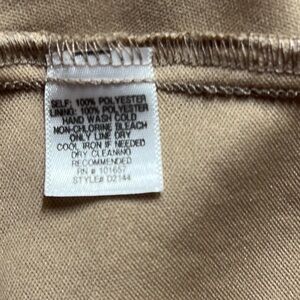 SELF: 100% POLYESTER
LINING: 100% POLYESTER
HAND WASH COLD
NON-CHLORINE BLEACH
ONLY LINE DRY
COOL IRON IF NEEDED
DRY CLEANING
RECOMMENDED
RN # 101657
STYLE# D2144